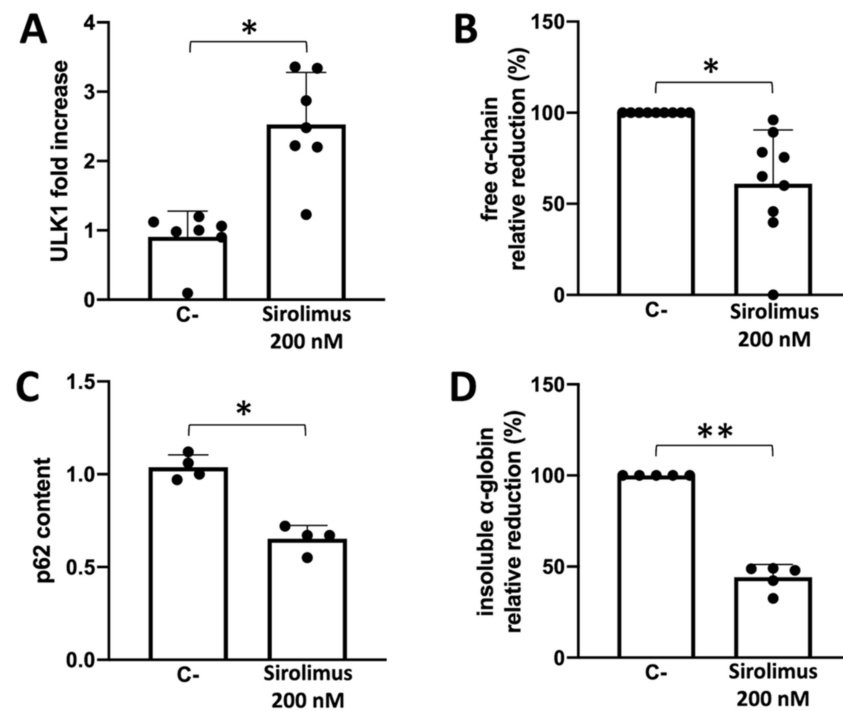 A
ULK1 fold increase
4
3
2
1
0
*
C-
Sirolimus
200 nM
B
free α-chain
relative reduction (%)
150
100
50
0
*
C-
Sirolimus
200 nM
C
p62 content
1.5
1.0
0.5
0.0
*
C-
Sirolimus
200 nM
D
insoluble α-globin
relative reduction (%)
150
100
50
0
**
C-
Sirolimus
200 nM